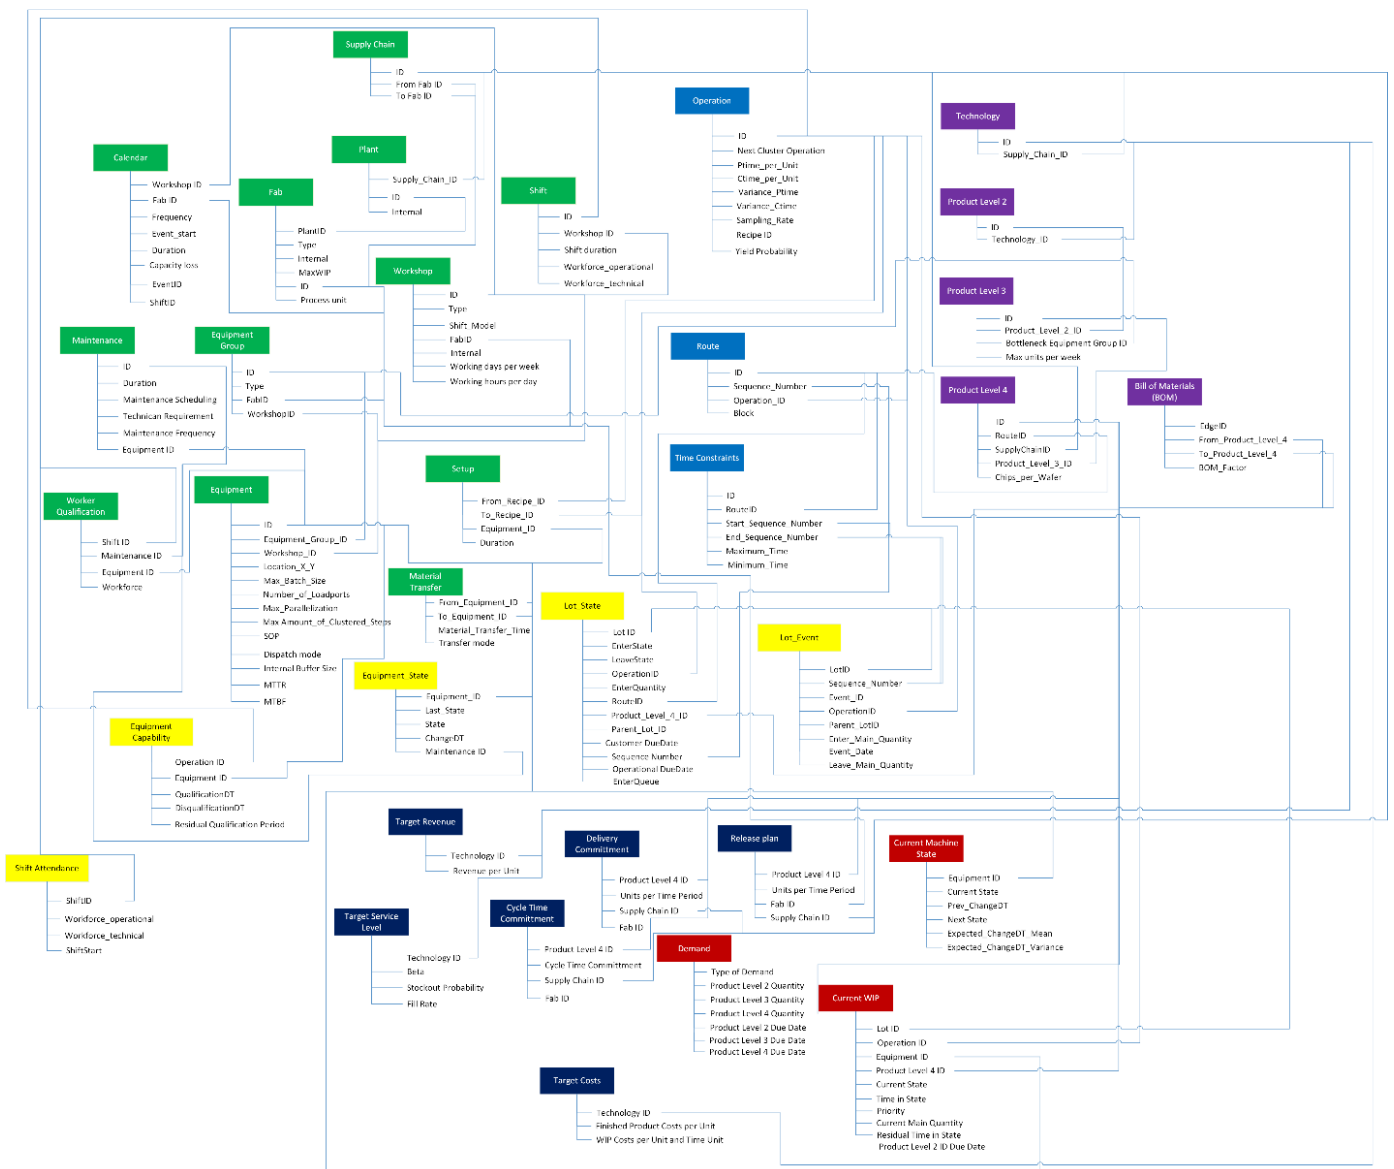 Supply Chain
ID
From Fab ID
To Fab ID
Operation
ID
Next Cluster Operation
Ptime_per_Unit
Ctime_per_Unit
Variance_Ptime
Variance_Ctime
Sampling_Rate
Recipe ID
Yield Probability
Technology
ID
Supply_Chain_ID
Calendar
Workshop ID
Fab ID
Frequency
Event_start
Duration
Capacity loss
EventID
ShiftID
Plant
Supply_Chain_ID
ID
Internal
Fab
PlantID
Type
Internal
MaxWIP
ID
Process unit
Shift
ID
Workshop ID
Shift duration
Workforce_operational
Workforce_technical
Product Level 2
ID
Technology_ID
Workshop
ID
Type
Shift_Model
FabID
Internal
Working days per week
Working hours per day
Product Level 3
ID
Product_Level_2_ID
Bottleneck Equipment Group ID
Max units per week
Maintenance
ID
Duration
Maintenance Scheduling
Technican Requirement
Maintenance Frequency
Equipment ID
Equipment
Group
ID
Type
FabID
WorkshopID
Route
ID
Sequence_Number
Operation_ID
Block
Product Level 4
ID
RouteID
SupplyChainID
Product_Level_3_ID
Chips_per_Wafer
Bill of Materials
(BOM)
EdgeID
From_Product_Level_4
To_Product_Level_4
BOM_Factor
Setup
From_Recipe_ID
To_Recipe_ID
Equipment_ID
Duration
Time Constraints
ID
RouteID
Start_Sequence_Number
End_Sequence_Number
Maximum_Time
Minimum_Time
Worker
Qualification
Shift ID
Maintenance ID
Equipment ID
Workforce
Equipment
ID
Equipment_Group_ID
Workshop_ID
Location_X_Y
Max_Batch_Size
Number_of_Loadports
Max_Parallelization
Max Amount_of_Clustered_Steps
SOP
Dispatch mode
Internal Buffer Size
MTTR
MTBF
Material
Transfer
From_Equipment_ID
To_Equipment_ID
Material_Transfer_Time
Transfer mode
Lot_State
Lot ID
EnterState
LeaveState
OperationID
EnterQuantity
RouteID
Product_Level_4_ID
Parent_Lot_ID
Customer DueDate
Sequence Number
Operational DueDate
EnterQueue
Lot_Event
LotID
Sequence_Number
Event_ID
OperationID
Parent_LotID
Enter_Main_Quantity
Event_Date
Leave_Main_Quantity
Equipment_State
Equipment_ID
Last_State
State
ChangeDT
Maintenance ID
Equipment
Capability
Operation ID
Equipment ID
QualificationDT
DisqualificationDT
Residual Qualification Period
Shift Attendance
ShiftID
Workforce_operational
Workforce_technical
ShiftStart
Target Revenue
Technology ID
Revenue per Unit
Delivery
Committment
Product Level 4 ID
Units per Time Period
Supply Chain ID
Fab ID
Release plan
Product Level 4 ID
Units per Time Period
Fab ID
Supply Chain ID
Current Machine
State
Equipment ID
Current State
Prev_ChangeDT
Next State
Expected_ChangeDT_Mean
Expected_ChangeDT_Variance
Target Service
Level
Technology ID
Beta
Stockout Probability
Fill Rate
Cycle Time
Committment
Product Level 4 ID
Cycle Time Committment
Supply Chain ID
Fab ID
Demand
Type of Demand
Product Level 2 Quantity
Product Level 3 Quantity
Product Level 4 Quantity
Product Level 2 Due Date
Product Level 3 Due Date
Product Level 4 Due Date
Current WIP
Lot ID
Operation ID
Equipment ID
Product Level 4 ID
Current State
Time in State
Priority
Current Main Quantity
Residual Time in State
Product Level 2 ID Due Date
Target Costs
Technology ID
Finished Product Costs per Unit
WIP Costs per Unit and Time Unit